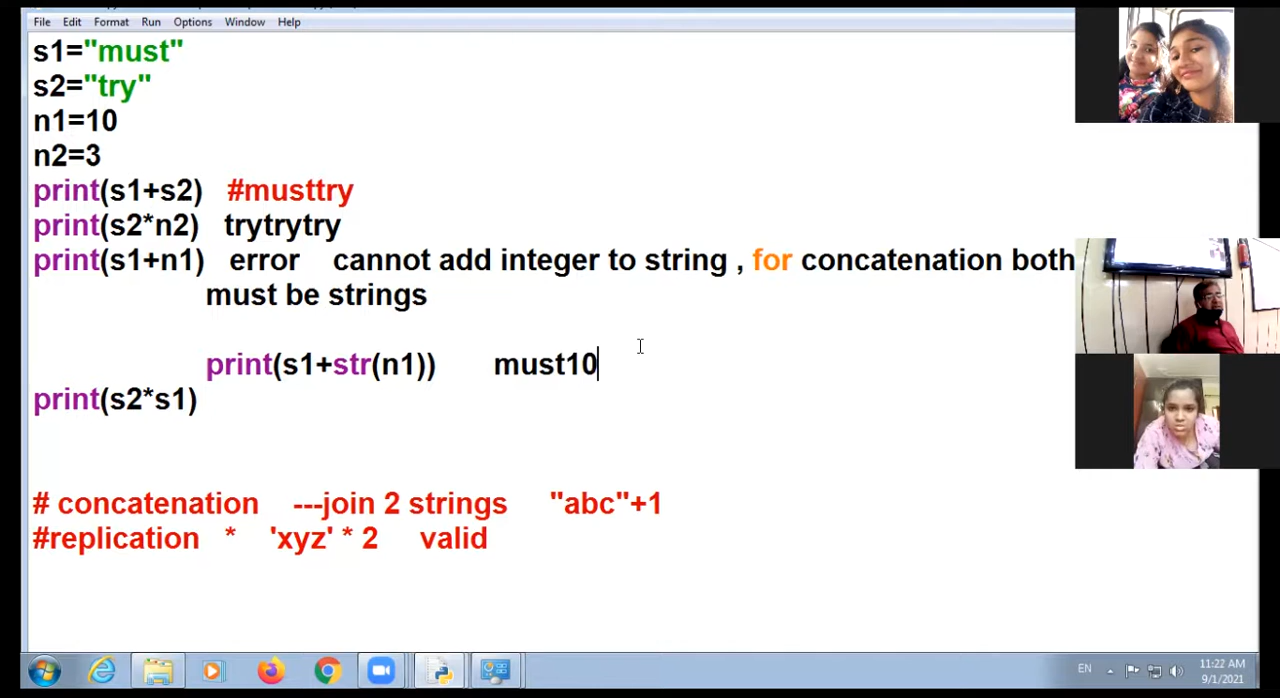 File Edit Format Run Options Window Help
s1="must"
s2="try"
n1=10
n2=3
print(s1+s2) #musttry
print(s2*n2) trytrytry
print(s1+n1) error cannot add integer to string , for concatenation both
must be strings
print(s1+str(n1)) must10
print(s2*s1)
# concatenation ---join 2 strings "abc"+1
#replication * 'xyz' * 2 valid
EN
11:22 AM
9/1/2021